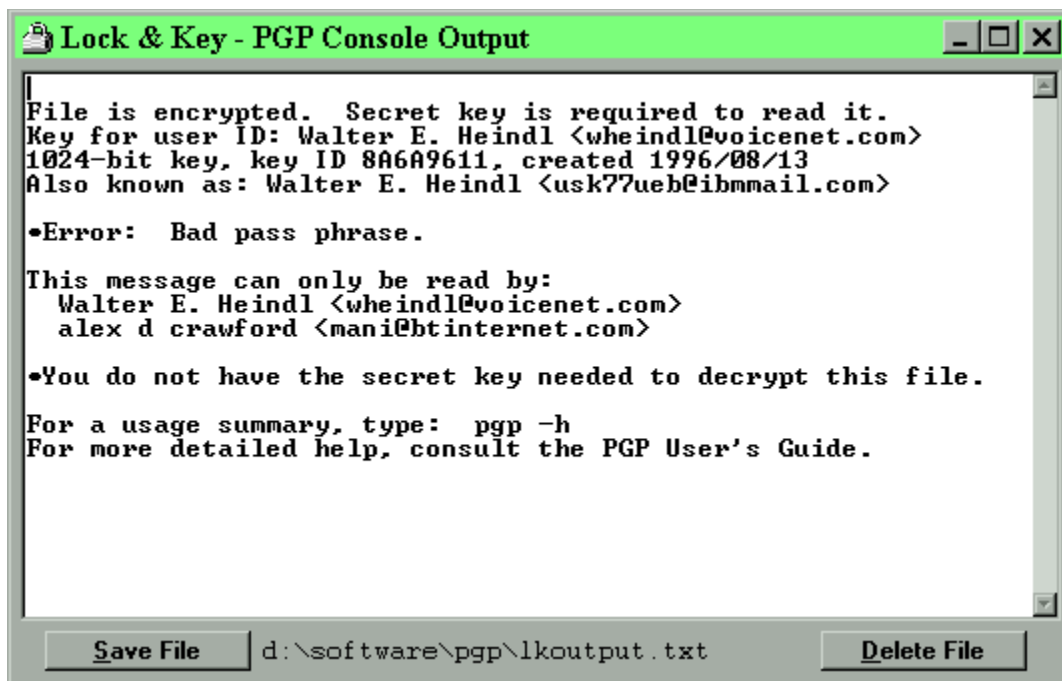 Lock & Key - PGP Console Output
File is encrypted.  Secret key is required to read it.
Key for user ID: Walter E. Heindl <wheindl@voicenet.com>
1024-bit key, key ID 8A6A9611, created 1996/08/13
Also known as: Walter E. Heindl <usk77ueb@ibmmail.com>
•Error:  Bad pass phrase.
This message can only be read by:
  Walter E. Heindl <wheindl@voicenet.com>
  alex d crawford <mani@btinternet.com>
•You do not have the secret key needed to decrypt this file.
For a usage summary, type:  pgp -h
For more detailed help, consult the PGP User's Guide.
Save File d:\software\pgp\lkoutput.txt Delete File